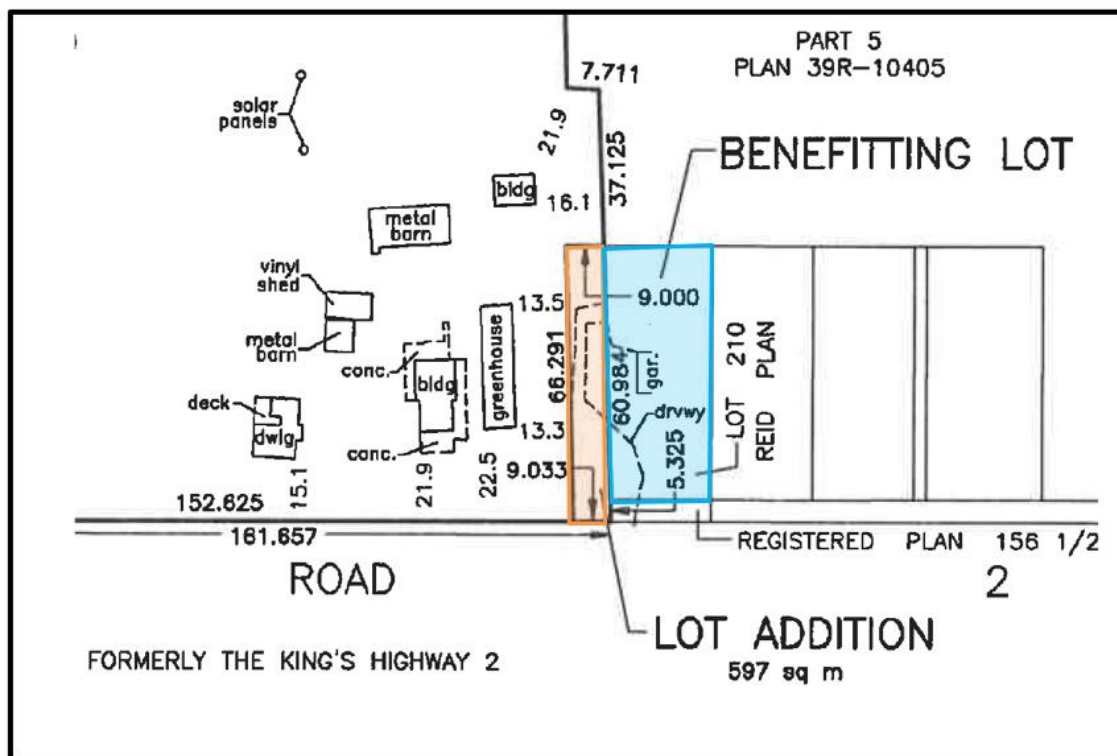 PART 5
PLAN 39R-10405
7.711
solar
panels
21.9
37.125
BENEFITTING LOT
bldg
16.1
metal
barn
vinyl
shed
9.000
13.5
metal
barn
greenhouse
66.291
60.984
gar.
LOT 210
REID PLAN
conc.
bldg
deck
dwlg
drvwy
13.3
conc.
9.033
5.325
15.1
21.9
22.5
152.625
161.657
REGISTERED PLAN 156 1/2
ROAD
2
LOT ADDITION
597 sq m
FORMERLY THE KING'S HIGHWAY 2